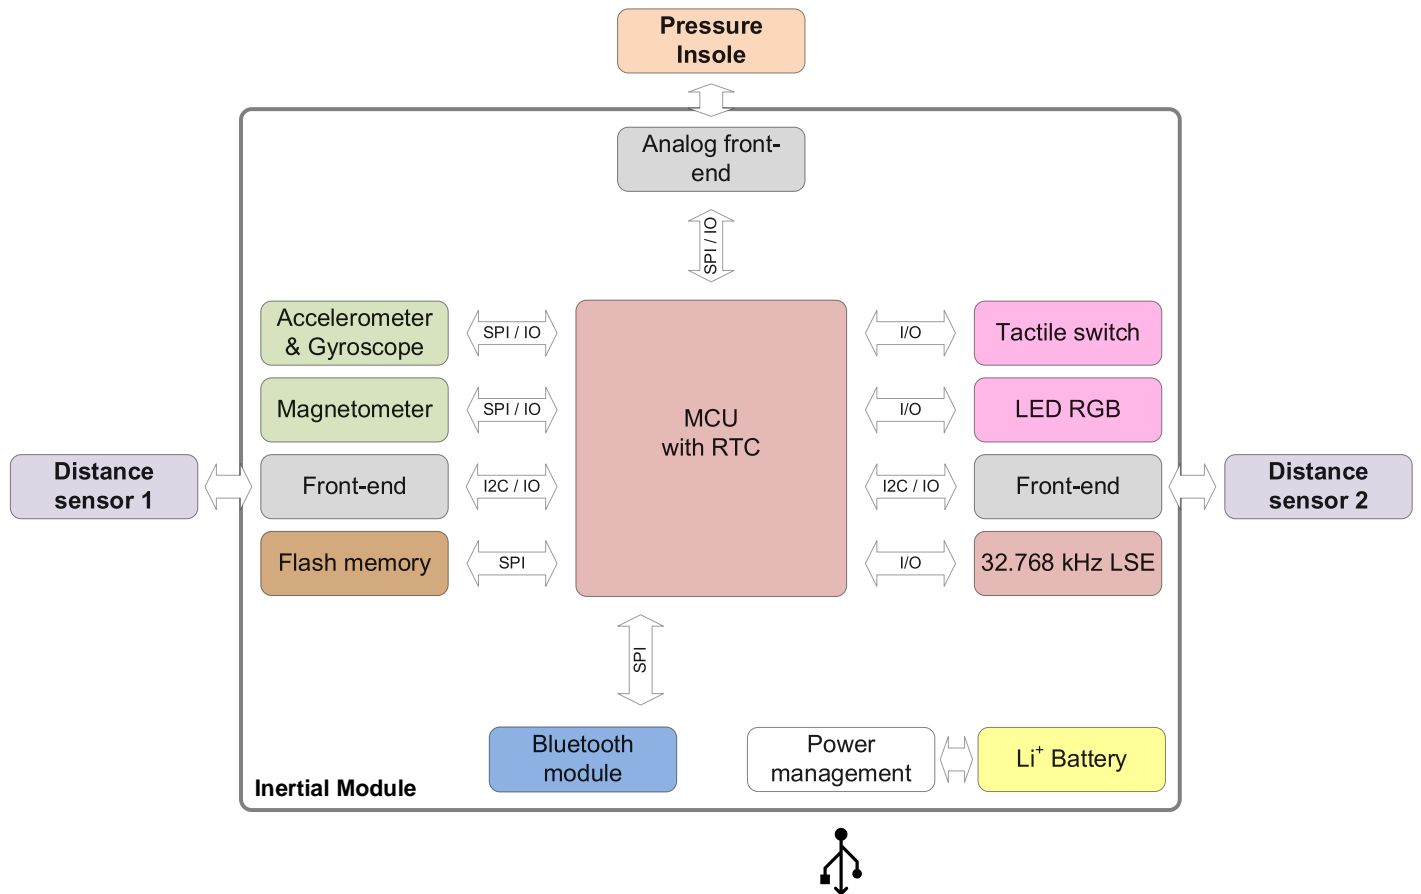 Pressure
Insole
Analog front-
end
SPI / IO
Accelerometer
& Gyroscope
SPI / IO
I/O
Tactile switch
Magnetometer
SPI / IO
MCU
with RTC
I/O
LED RGB
Distance
sensor 1
Front-end
I2C / IO
I2C / IO
Front-end
Distance
sensor 2
Flash memory
SPI
I/O
32.768 kHz LSE
SPI
Bluetooth
module
Power
management
Li⁺ Battery
Inertial Module